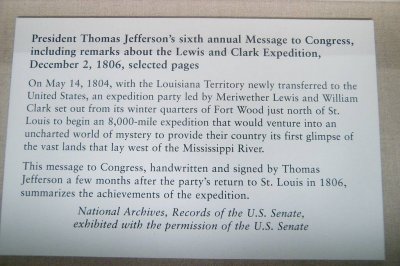 President Thomas Jefferson's sixth annual Message to Congress,
including remarks about the Lewis and Clark Expedition,
December 2, 1806, selected pages
On May 14, 1804, with the Louisiana Territory newly transferred to the
United States, an expedition party led by Meriwether Lewis and William
Clark set out from its winter quarters of Fort Wood just north of St.
Louis to begin an 8,000-mile expedition that would venture into an
uncharted world of mystery to provide their country its first glimpse of
the vast lands that lay west of the Mississippi River.
This message to Congress, handwritten and signed by Thomas
Jefferson a few months after the party's return to St. Louis in 1806,
summarizes the achievements of the expedition.
National Archives, Records of the U.S. Senate,
exhibited with the permission of the U.S. Senate